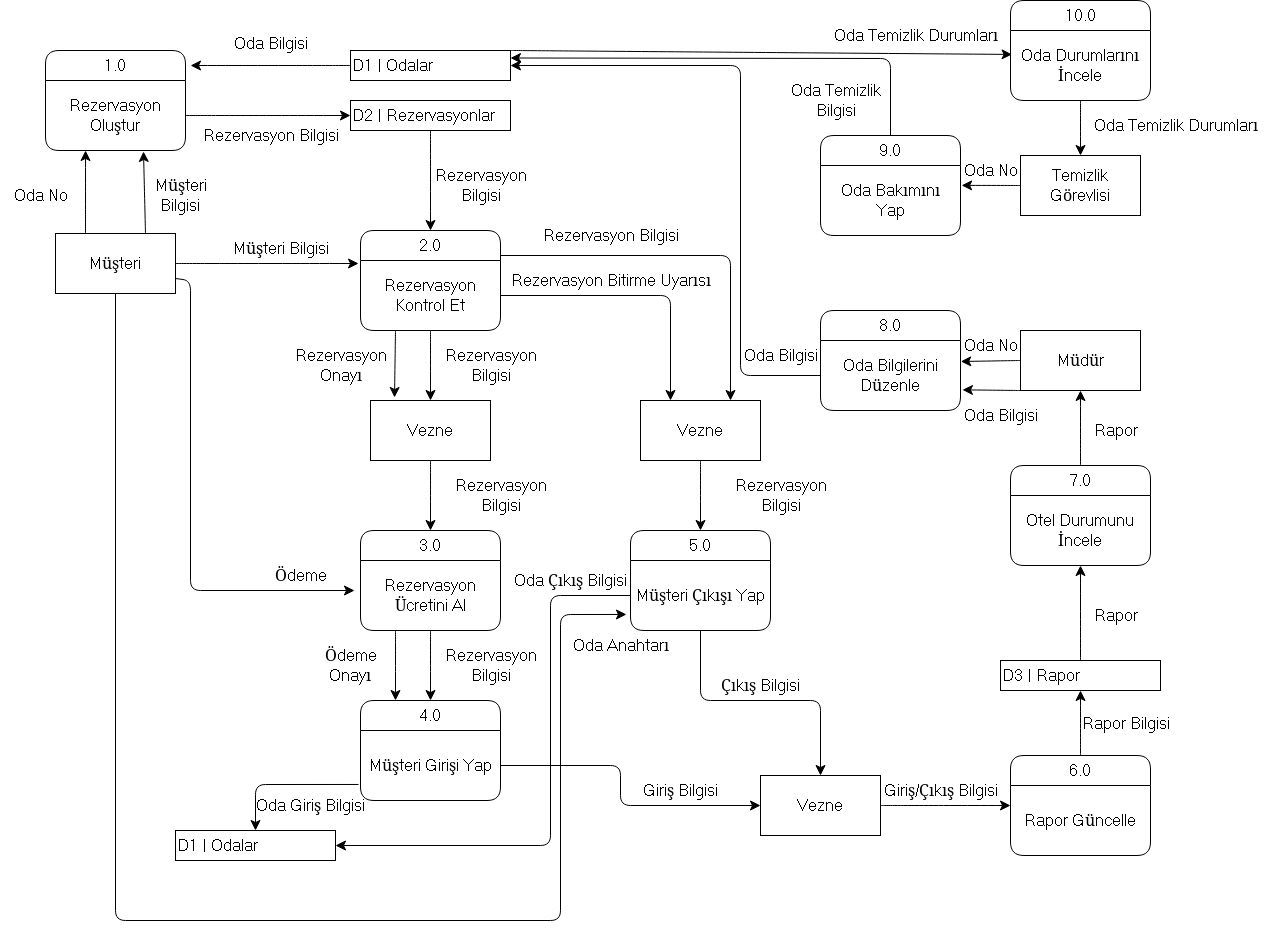 10.0
Oda Durumlarını
İncele
Oda Temizlik Durumları
Oda Bilgisi
1.0
Rezervasyon
Oluştur
D1 | Odalar
D2 | Rezervasyonlar
Rezervasyon Bilgisi
Oda Temizlik
Bilgisi
Oda Temizlik Durumları
9.0
Oda Bakımını
Yap
Oda No
Temizlik
Görevlisi
Oda No
Müşteri
Bilgisi
Rezervasyon
Bilgisi
Müşteri
Müşteri Bilgisi
2.0
Rezervasyon
Kontrol Et
Rezervasyon Bilgisi
Rezervasyon Bitirme Uyarısı
Rezervasyon
Onayı
Rezervasyon
Bilgisi
Oda Bilgisi
8.0
Oda Bilgilerini
Düzenle
Oda No
Oda Bilgisi
Müdür
Vezne
Vezne
Rapor
Rezervasyon
Bilgisi
Rezervasyon
Bilgisi
7.0
Otel Durumunu
İncele
3.0
Rezervasyon
Ücretini Al
Ödeme
Oda Çıkış Bilgisi
5.0
Müşteri Çıkışı Yap
Oda Anahtarı
Rapor
Ödeme
Onayı
Rezervasyon
Bilgisi
D3 | Rapor
Çıkış Bilgisi
4.0
Müşteri Girişi Yap
Rapor Bilgisi
Oda Giriş Bilgisi
Giriş Bilgisi
Vezne
Giriş/Çıkış Bilgisi
6.0
Rapor Güncelle
D1 | Odalar